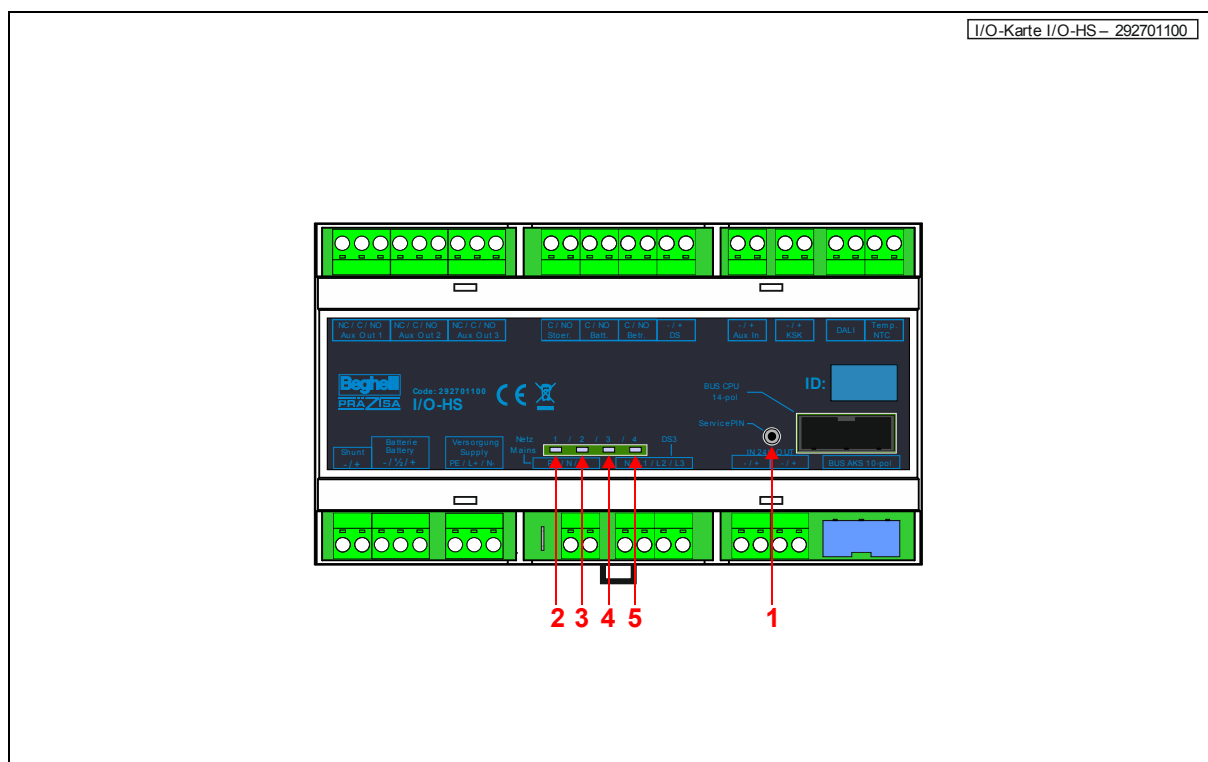 I/O-Karte I/O-HS – 292701100
NC / C / NO NC / C / NO NC / C / NO C / NO C / NO C / NO - / + - / + - / + DALI Temp.
Aux Out 1 Aux Out 2 Aux Out 3 Stoer. Batt. Betr. DS Aux In KSK NTC
Beghelli
PRÄZISA
Code: 292701100
I/O-HS
CE
BUS CPU
14-pol
ID:
ServicePIN
Shunt
- / +
Batterie
Battery
- / ½ / +
Versorgung
Supply
PE / L+ / N-
Netz
Mains
1 / 2 / 3 / 4
DS3
/ L2 / L3
- / + - / +
BUS AKS 10-pol
2 3 4 5 1